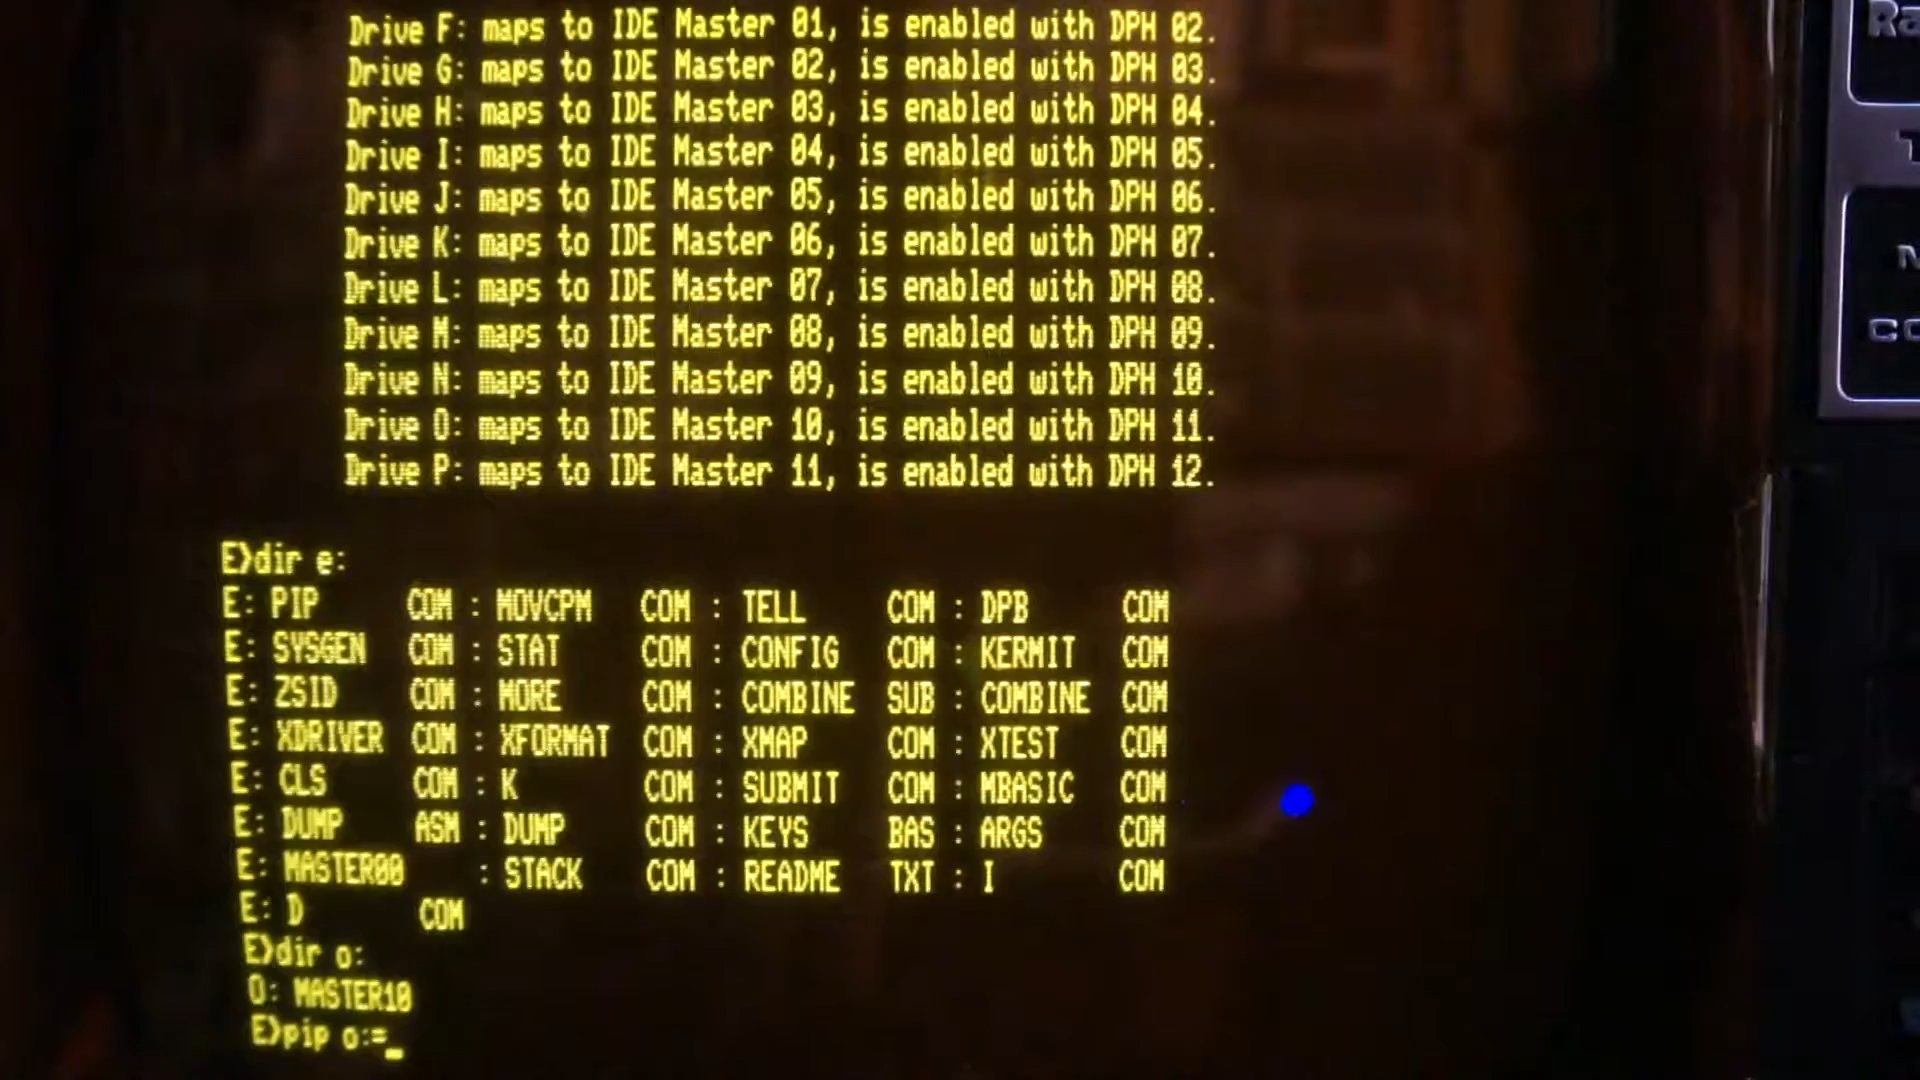 Drive F: maps to IDE Master 01, is enabled with DPH 02.
Drive G: maps to IDE Master 02, is enabled with DPH 03.
Drive H: maps to IDE Master 03, is enabled with DPH 04.
Drive I: maps to IDE Master 04, is enabled with DPH 05.
Drive J: maps to IDE Master 05, is enabled with DPH 06.
Drive K: maps to IDE Master 06, is enabled with DPH 07.
Drive L: maps to IDE Master 07, is enabled with DPH 08.
Drive M: maps to IDE Master 08, is enabled with DPH 09.
Drive N: maps to IDE Master 09, is enabled with DPH 10.
Drive O: maps to IDE Master 10, is enabled with DPH 11.
Drive P: maps to IDE Master 11, is enabled with DPH 12.
E>dir e:
E: PIP COM : MOVCPM COM : TELL COM : DPB COM
E: SYSGEN COM : STAT COM : CONFIG COM : KERMIT COM
E: ZSID COM : MORE COM : COMBINE SUB : COMBINE COM
E: XDRIVER COM : XFORMAT COM : XMAP COM : XTEST COM
E: CLS COM : K COM : SUBMIT COM : MBASIC COM
E: DUMP ASM : DUMP COM : KEYS BAS : ARGS COM
E: MASTER00 : STACK COM : README TXT : I COM
E: D COM
E>dir o:
O: MASTER10
E>pip o:=_